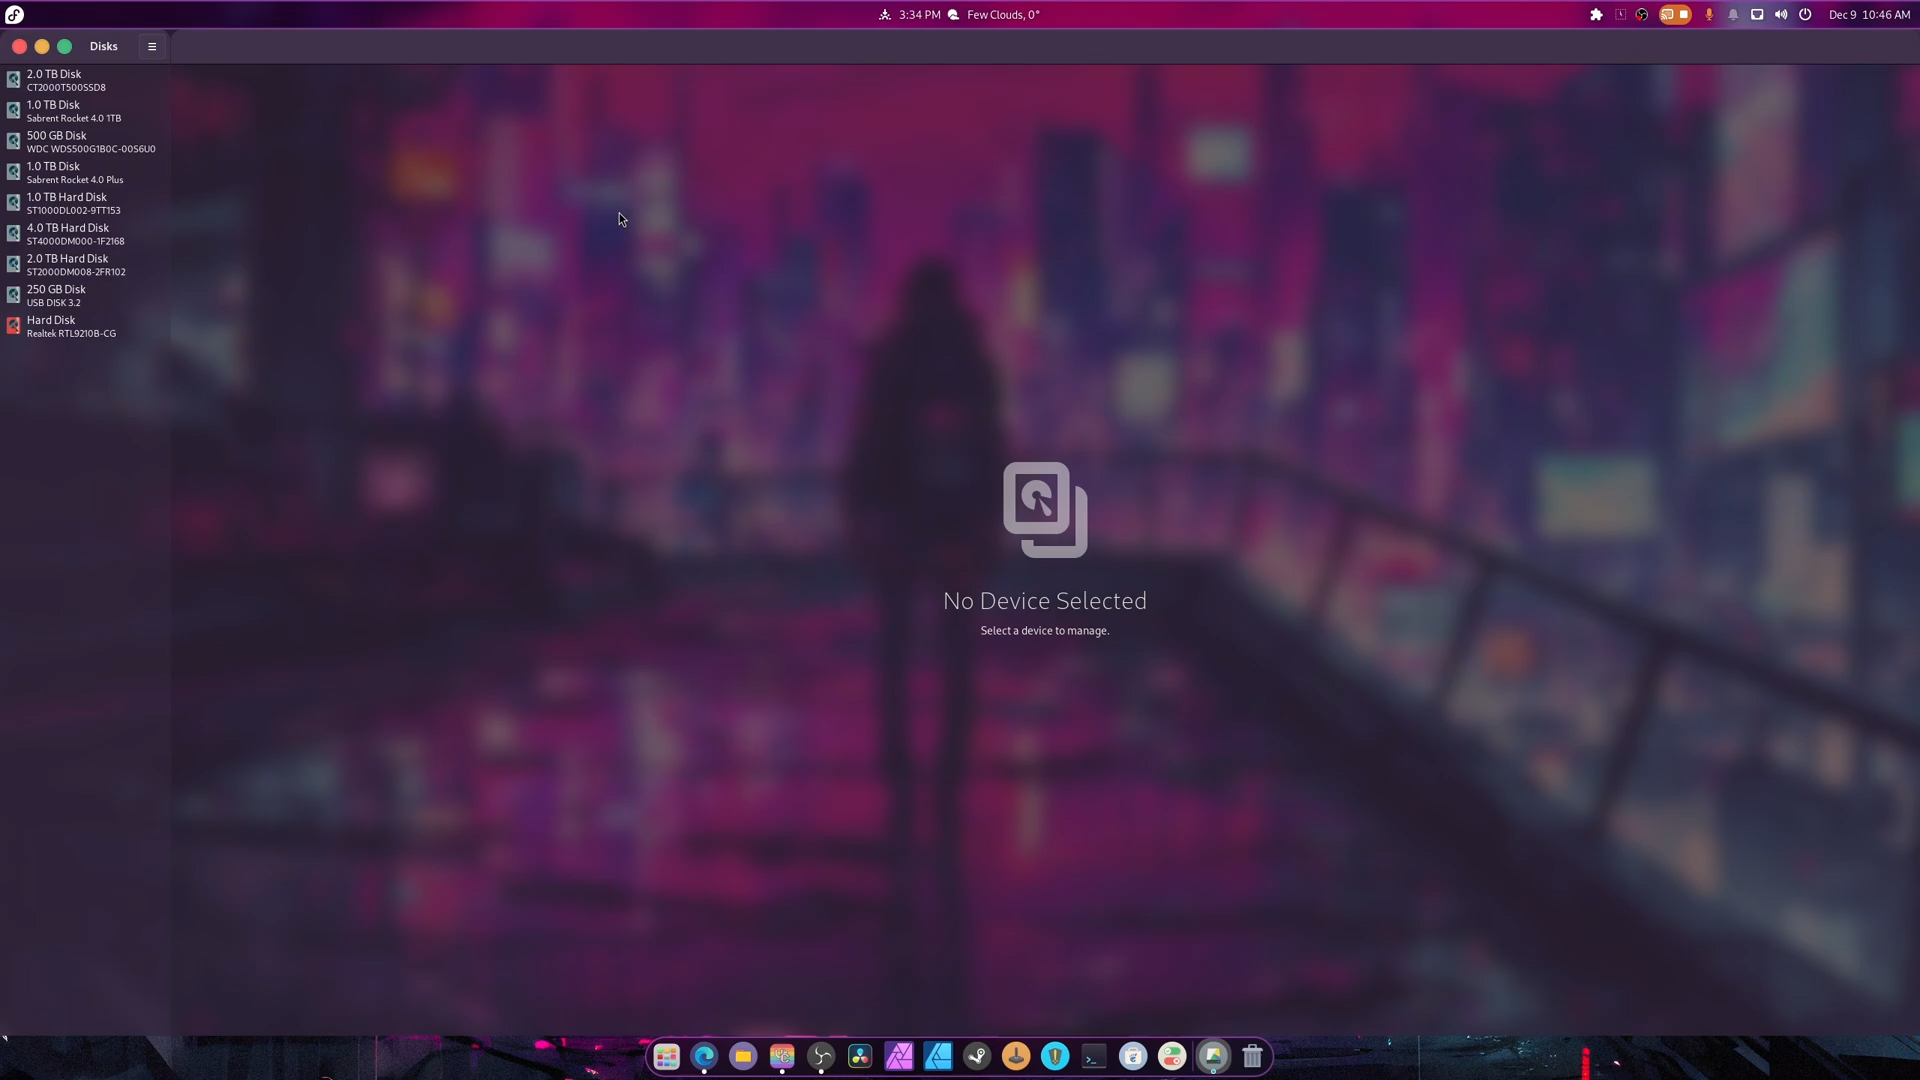 3:34 PM Few Clouds, 0°
Dec 9 10:46 AM
Disks
2.0 TB Disk
CT2000T500SSD8
1.0 TB Disk
Sabrent Rocket 4.0 1TB
500 GB Disk
WDC WDS500G1B0C-00S6U0
1.0 TB Disk
Sabrent Rocket 4.0 Plus
1.0 TB Hard Disk
ST1000DL002-9TT153
4.0 TB Hard Disk
ST4000DM000-1F2168
2.0 TB Hard Disk
ST2000DM008-2FR102
250 GB Disk
USB DISK 3.2
Hard Disk
Realtek RTL9210B-CG
No Device Selected
Select a device to manage.